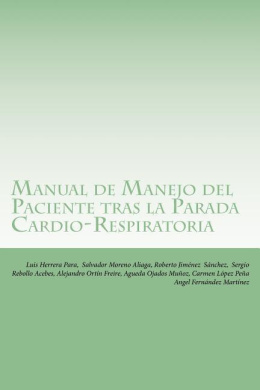 Manual de Manejo del
Paciente tras la Parada
Cardio-Respiratoria
Luis Herrera Para, Salvador Moreno Aliaga, Roberto Jiménez Sánchez, Sergio
Rebollo Acebes, Alejandro Ortín Freire, Águeda Ojados Muñoz, Carmen López Peña
Angel Fernández Martínez